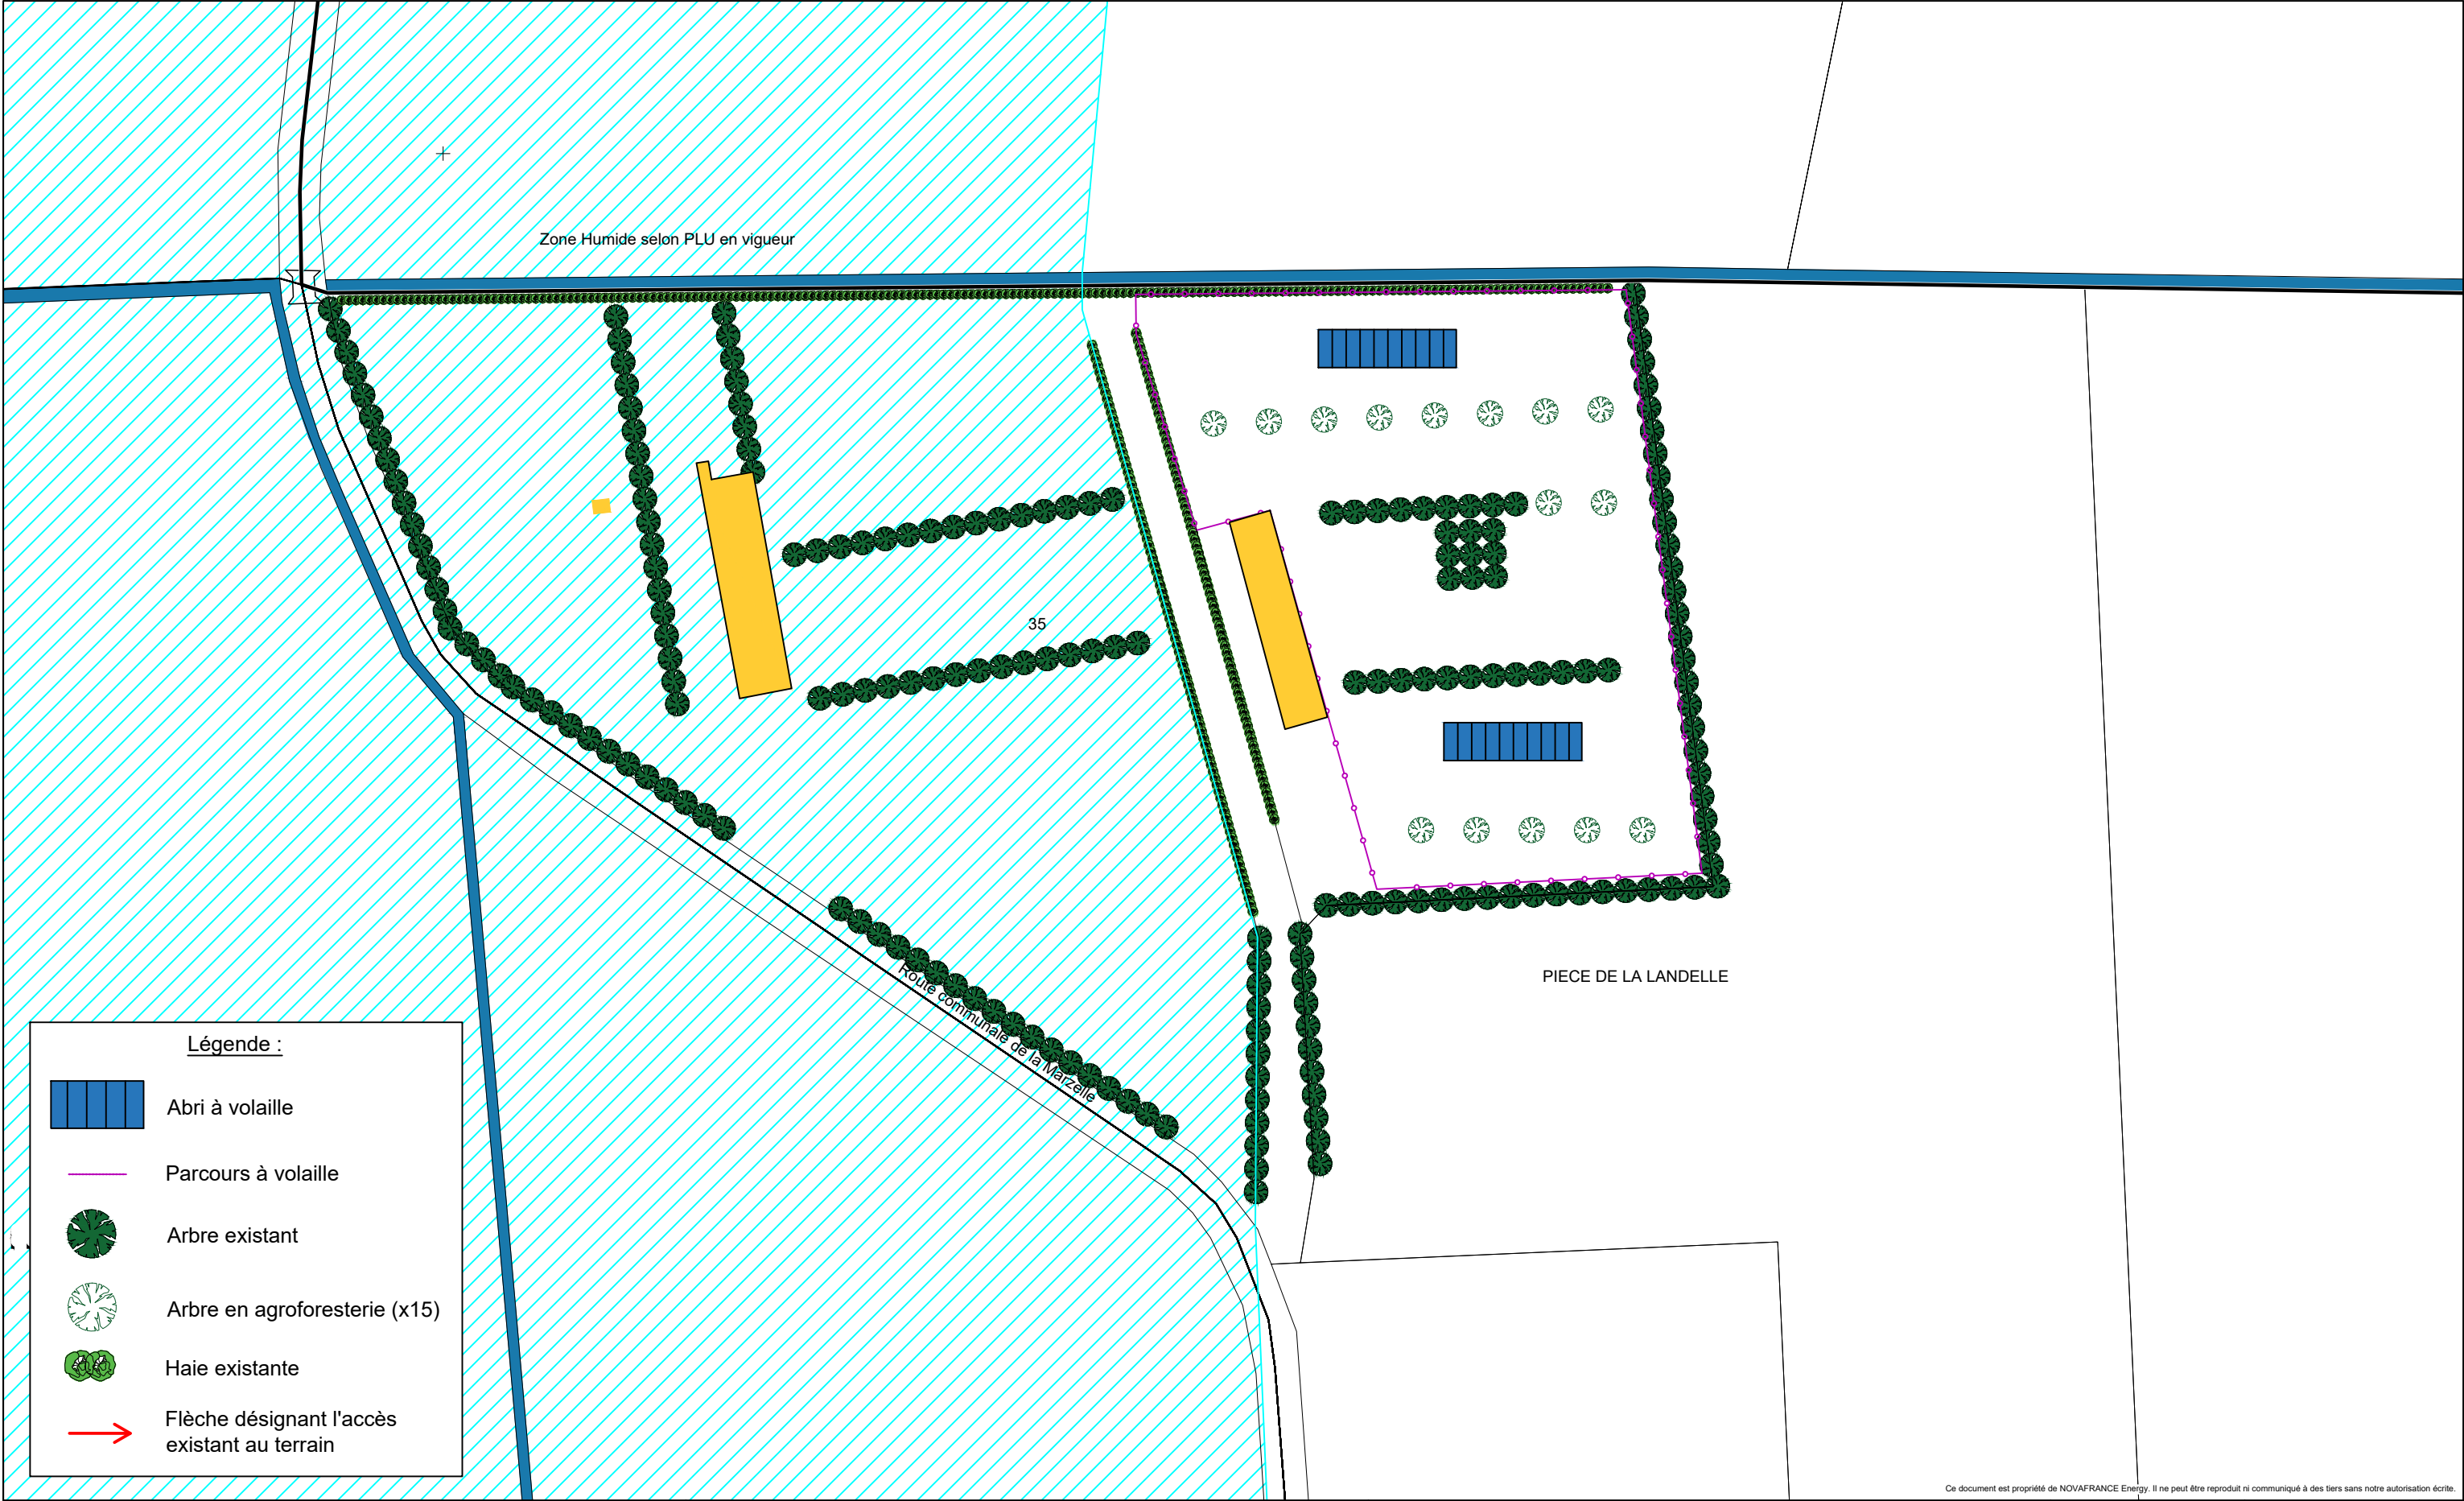 Zone Humide selon PLU en vigueur
35
Route communale de la Marzelle
PIECE DE LA LANDELLE
Légende :
Abri à volaille
Parcours à volaille
Arbre existant
Arbre en agroforesterie (x15)
Haie existante
Flèche désignant l'accès
existant au terrain
Ce document est propriété de NOVAFRANCE Energy. Il ne peut être reproduit ni communiqué à des tiers sans notre autorisation écrite.